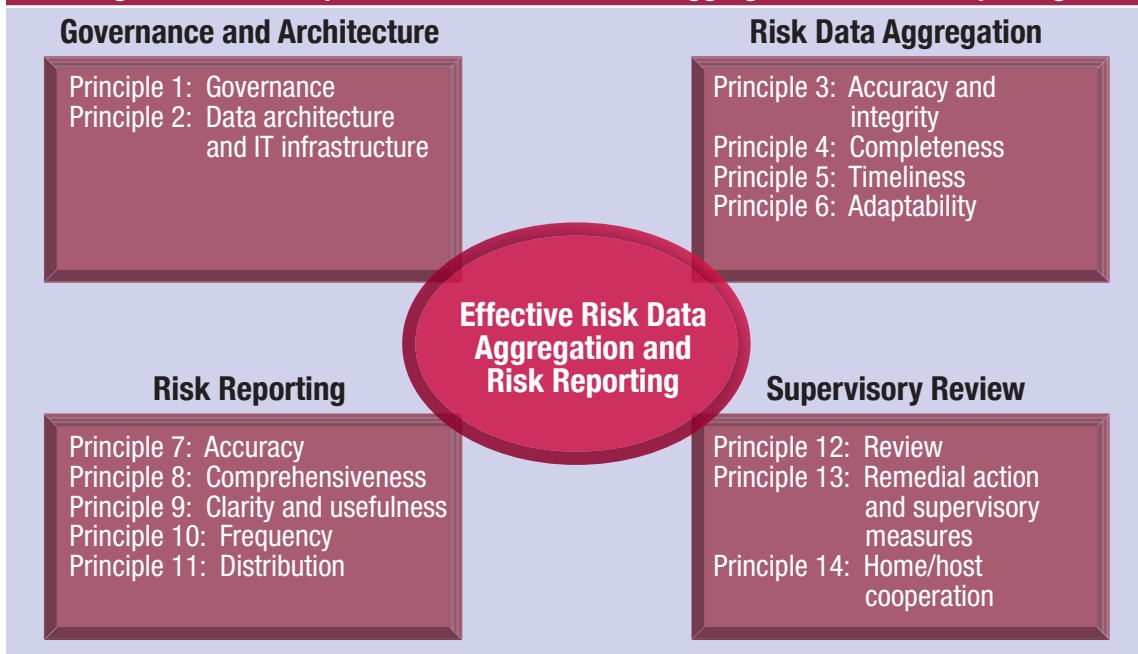 Governance and Architecture
Principle 1: Governance
Principle 2: Data architecture
and IT infrastructure
Risk Data Aggregation
Principle 3: Accuracy and
integrity
Principle 4: Completeness
Principle 5: Timeliness
Principle 6: Adaptability
Effective Risk Data
Aggregation and
Risk Reporting
Risk Reporting
Principle 7: Accuracy
Principle 8: Comprehensiveness
Principle 9: Clarity and usefulness
Principle 10: Frequency
Principle 11: Distribution
Supervisory Review
Principle 12: Review
Principle 13: Remedial action
and supervisory
measures
Principle 14: Home/host
cooperation